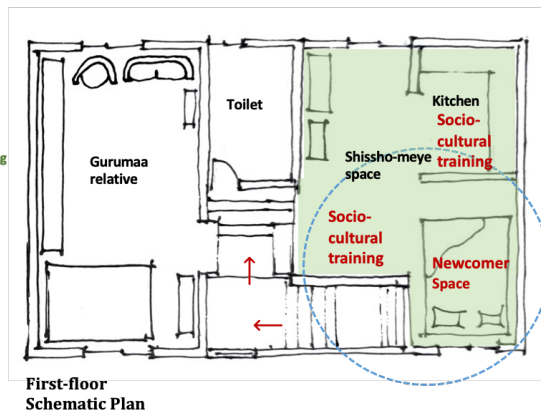 Toilet
Kitchen
Socio-
cultural
training
g
Gurumaa
relative
Shissho-meye
space
Socio-
cultural
training
Newcomer
Space
First-floor
Schematic Plan